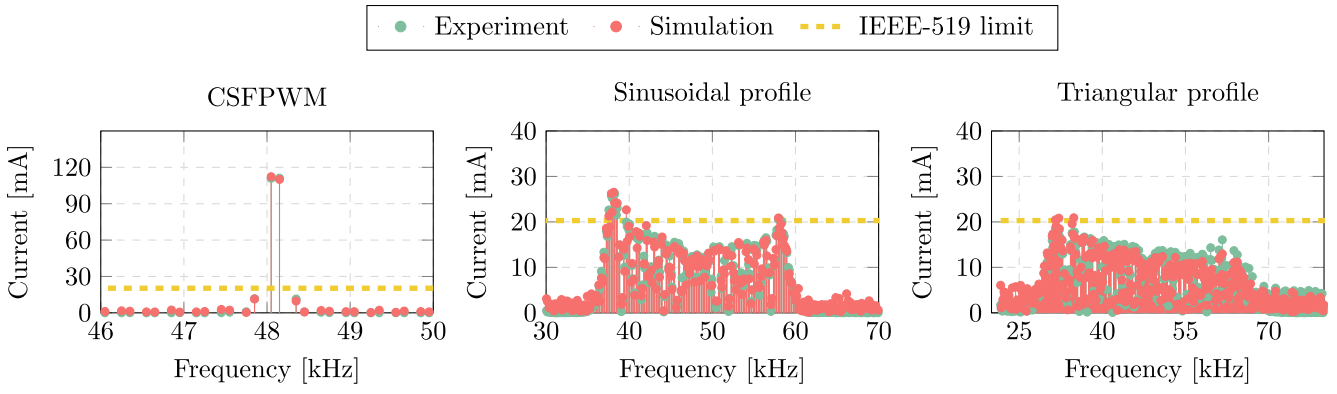 Experiment Simulation IEEE-519 limit
CSFPWM
Current [mA]
120
90
60
30
0
46 47 48 49 50
Frequency [kHz]
Sinusoidal profile
Current [mA]
40
30
20
10
0
30 40 50 60 70
Frequency [kHz]
Triangular profile
Current [mA]
40
30
20
10
0
25 40 55 70
Frequency [kHz]